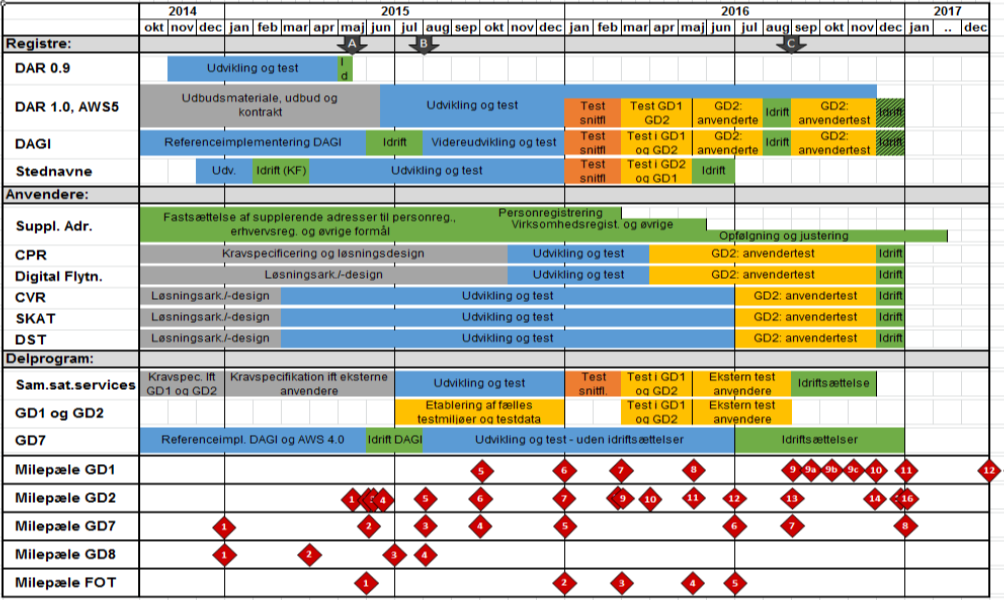 2014 2015 2016 2017
okt nov dec jan feb mar apr maj jun jul aug sep okt nov dec jan feb mar apr maj jun jul aug sep okt nov dec jan .. dec
Registre: A B C
DAR 0.9 Udvikling og test I
d
DAR 1.0, AWS5 Udbudsmateriale, udbud og
kontrakt Udvikling og test Test
snitfl Test GD1
GD2 GD2:
anvenderte Idrift GD2:
anvendertest Idrift
DAGI Referenceimplementering DAGI Idrift Videreudvikling og test Test
snitfl Test i GD1
og GD2 GD2:
anvenderte Idrift GD2:
anvendertest Idrift
Stednavne Udv. Idrift (KF) Udvikling og test Test
snitfl Test i GD2
og GD1 Idrift
Anvendere:
Suppl. Adr. Fastsættelse af supplerende adresser til personreg.,
erhvervsreg. og øvrige formål
Personregistrering
Virksomhedsregist. og øvrige
Opfølgning og justering
CPR Kravspecificering og løsningsdesign Udvikling og test GD2: anvendertest Idrift
Digital Flytn. Løsningsark./-design Udvikling og test GD2: anvendertest Idrift
CVR Løsningsark./-design Udvikling og test GD2: anvendertest Idrift
SKAT Løsningsark./-design Udvikling og test GD2: anvendertest Idrift
DST Løsningsark./-design Udvikling og test GD2: anvendertest Idrift
Delprogram:
Sam.sat.services Kravspec. Ift
GD1 og GD2 Kravspecifikation ift eksterne
anvendere Udvikling og test Test
snitfl. Test i GD1
og GD2 Ekstern test
anvendere Idriftsættelse
GD1 og GD2 Etablering af fælles
testmiljøer og testdata Test i GD1
og GD2 Ekstern test
anvendere
GD7 Referenceimpl. DAGI og AWS 4.0 Idrift DAGI Udvikling og test - uden idriftsættelser Idriftsættelser
Milepæle GD1 5 6 7 8 9 9a 9b 9c 10 11 12
Milepæle GD2 1 4 5 6 7 9 10 11 12 13 14 16
Milepæle GD7 1 2 3 4 5 6 7 8
Milepæle GD8 1 2 3 4
Milepæle FOT 1 2 3 4 5